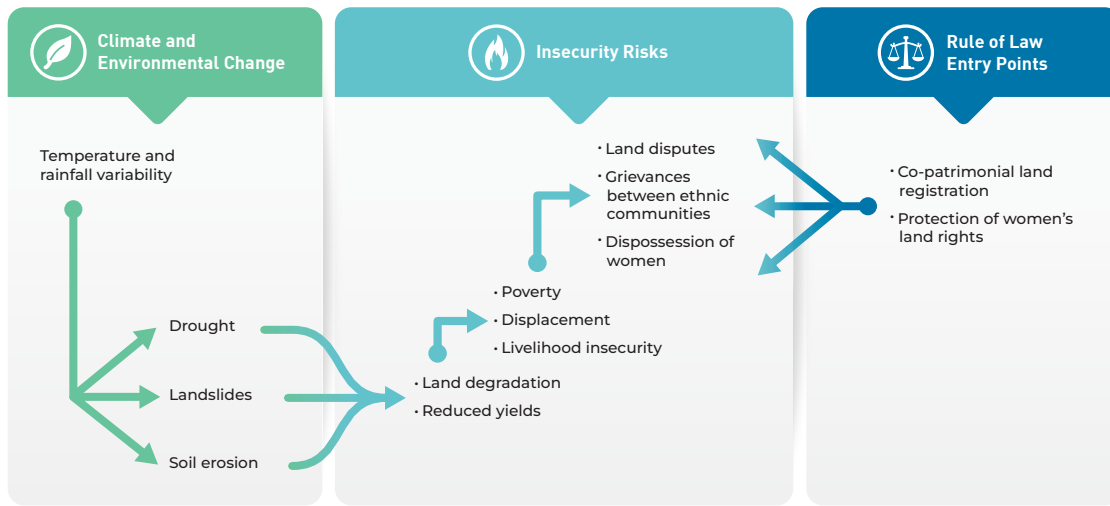 Climate and
Environmental Change
Temperature and
rainfall variability
Drought
Landslides
Soil erosion
Insecurity Risks
· Land disputes
· Grievances
between ethnic
communities
· Dispossession of
women
· Poverty
· Displacement
· Livelihood insecurity
· Land degradation
· Reduced yields
Rule of Law
Entry Points
· Co-patrimonial land
registration
· Protection of women’s
land rights